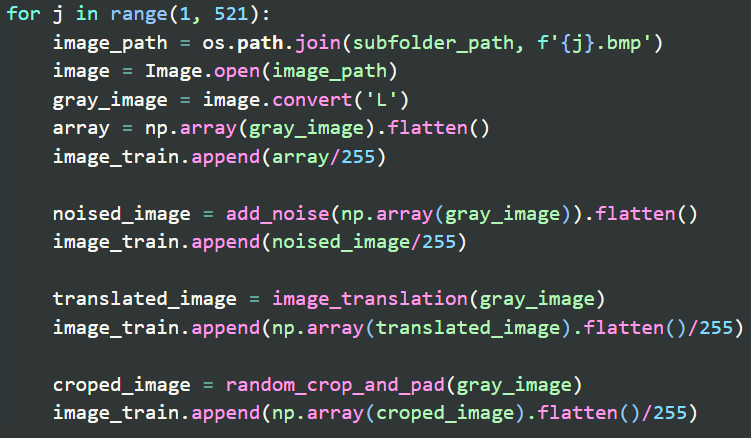 for j in range(1, 521):
    image_path = os.path.join(subfolder_path, f'{j}.bmp')
    image = Image.open(image_path)
    gray_image = image.convert('L')
    array = np.array(gray_image).flatten()
    image_train.append(array/255)

    noised_image = add_noise(np.array(gray_image)).flatten()
    image_train.append(noised_image/255)

    translated_image = image_translation(gray_image)
    image_train.append(np.array(translated_image).flatten()/255)

    croped_image = random_crop_and_pad(gray_image)
    image_train.append(np.array(croped_image).flatten()/255)